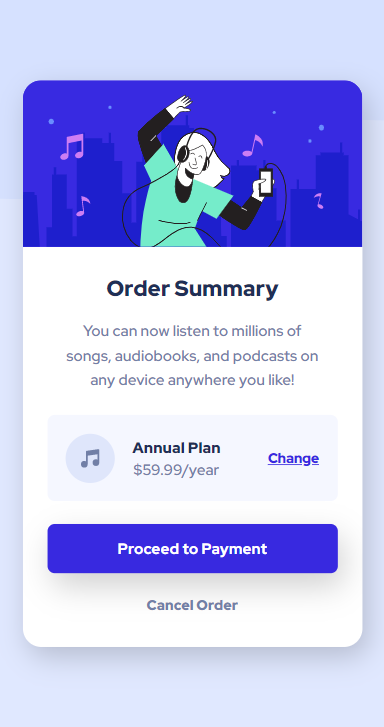 Order Summary
You can now listen to millions of
songs, audiobooks, and podcasts on
any device anywhere you like!
Annual Plan
$59.99/year
Change
Proceed to Payment
Cancel Order